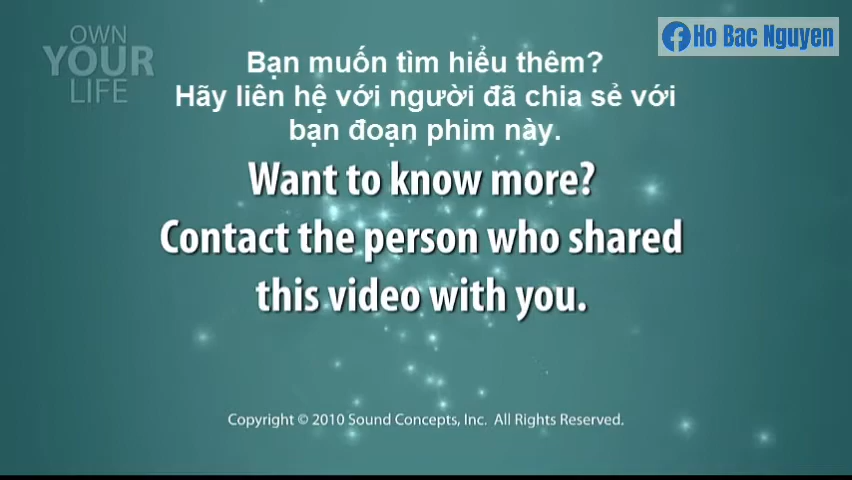 OWN
YOUR
LIFE
Ho Bac Nguyen
Bạn muốn tìm hiểu thêm?
Hãy liên hệ với người đã chia sẻ với
bạn đoạn phim này.
Want to know more?
Contact the person who shared
this video with you.
Copyright © 2010 Sound Concepts, Inc. All Rights Reserved.